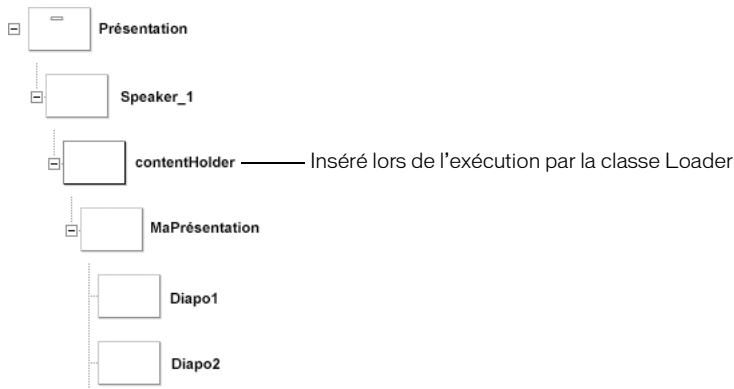 Présentation
Speaker_1
contentHolder
Inséré lors de l'exécution par la classe Loader
MaPrésentation
Diapo1
Diapo2